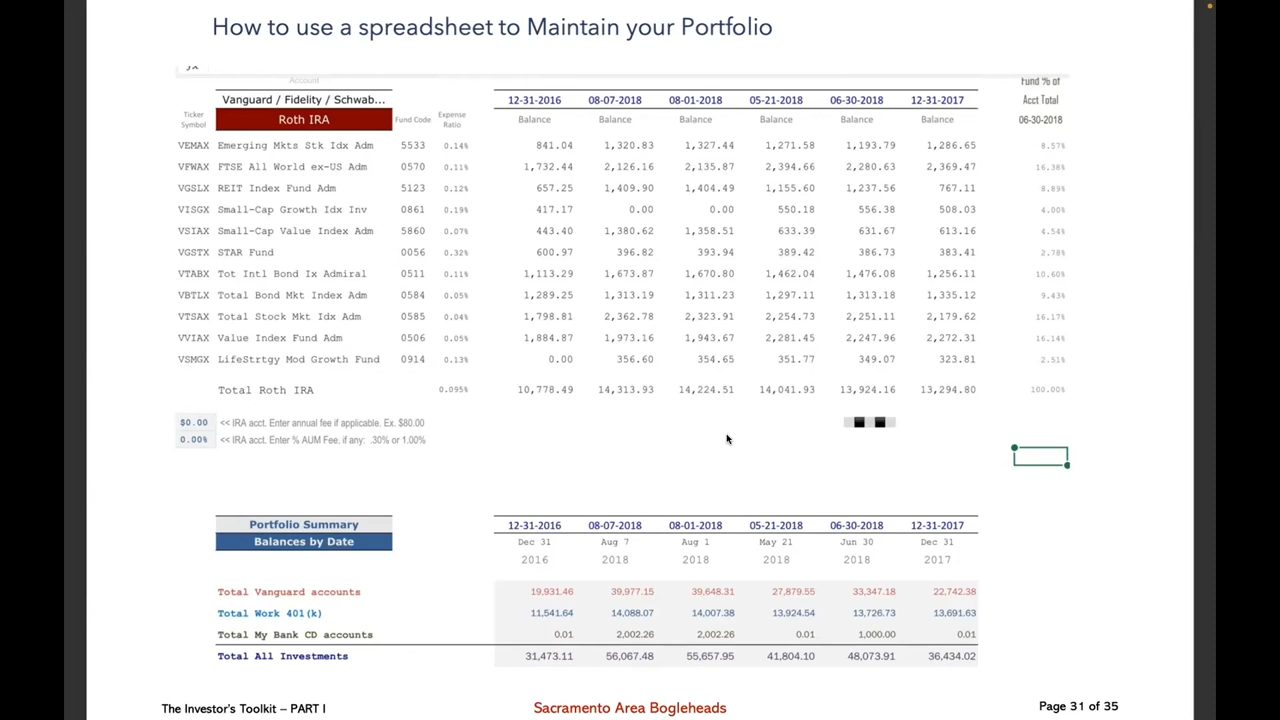 How to use a spreadsheet to Maintain your Portfolio
Account Fund % of
Vanguard / Fidelity / Schwab... 12-31-2016 08-07-2018 08-01-2018 05-21-2018 06-30-2018 12-31-2017 Acct Total
Ticker Symbol Roth IRA Fund Code Expense Ratio Balance Balance Balance Balance Balance Balance 06-30-2018
VEMAX Emerging Mkts Stk Idx Adm 5533 0.14% 841.04 1,320.83 1,327.44 1,271.58 1,193.79 1,286.65 8.57%
VFWAX FTSE All World ex-US Adm 0570 0.11% 1,732.44 2,126.16 2,135.87 2,394.66 2,280.63 2,369.47 16.38%
VGSLX REIT Index Fund Adm 5123 0.12% 657.25 1,409.90 1,404.49 1,155.60 1,237.56 767.11 8.89%
VISGX Small-Cap Growth Idx Inv 0861 0.19% 417.17 0.00 0.00 550.18 556.38 508.03 4.00%
VSIAX Small-Cap Value Index Adm 5860 0.07% 443.40 1,380.62 1,358.51 633.39 631.67 613.16 4.54%
VGSTX STAR Fund 0056 0.32% 600.97 396.82 393.94 389.42 386.73 383.41 2.78%
VTABX Tot Intl Bond Ix Admiral 0511 0.11% 1,113.29 1,673.87 1,670.80 1,462.04 1,476.08 1,256.11 10.60%
VBTLX Total Bond Mkt Index Adm 0584 0.05% 1,289.25 1,313.19 1,311.23 1,297.11 1,313.18 1,335.12 9.43%
VTSAX Total Stock Mkt Idx Adm 0585 0.04% 1,798.81 2,362.78 2,323.91 2,254.73 2,251.11 2,179.62 16.17%
VVIAX Value Index Fund Adm 0506 0.05% 1,884.87 1,973.16 1,943.67 2,281.45 2,247.96 2,272.31 16.14%
VSMGX LifeStrtgy Mod Growth Fund 0914 0.13% 0.00 356.60 354.65 351.77 349.07 323.81 2.51%
Total Roth IRA 0.095% 10,778.49 14,313.93 14,224.51 14,041.93 13,924.16 13,294.80 100.00%
$0.00 << IRA acct. Enter annual fee if applicable. Ex. $80.00
0.00% << IRA acct. Enter % AUM Fee, if any: .30% or 1.00%
Portfolio Summary 12-31-2016 08-07-2018 08-01-2018 05-21-2018 06-30-2018 12-31-2017
Balances by Date Dec 31 Aug 7 Aug 1 May 21 Jun 30 Dec 31
2016 2018 2018 2018 2018 2017
Total Vanguard accounts 19,931.46 39,977.15 39,648.31 27,879.55 33,347.18 22,742.38
Total Work 401(k) 11,541.64 14,088.07 14,007.38 13,924.54 13,726.73 13,691.63
Total My Bank CD accounts 0.01 2,002.26 2,002.26 0.01 1,000.00 0.01
Total All Investments 31,473.11 56,067.48 55,657.95 41,804.10 48,073.91 36,434.02
The Investor's Toolkit – PART I Sacramento Area Bogleheads Page 31 of 35